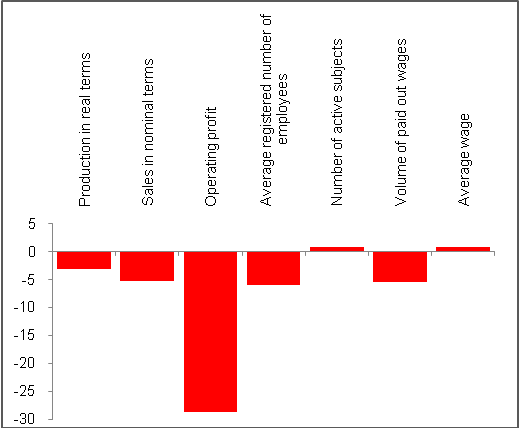 Production in real terms
Sales in nominal terms
Operating profit
Average registered number of
employees
Number of active subjects
Volume of paid out wages
Average wage
5
0
-5
-10
-15
-20
-25
-30